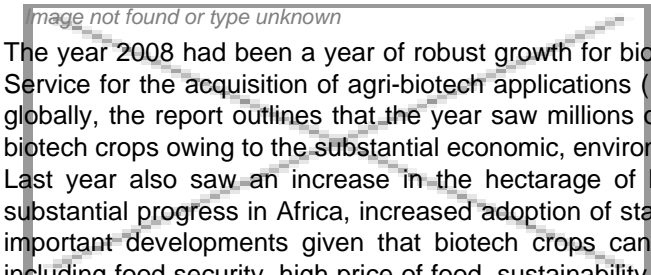 Image not found or type unknown
The year 2008 had been a year of robust growth for bio
Service for the acquisition of agri-biotech applications (
globally, the report outlines that the year saw millions o
biotech crops owing to the substantial economic, enviro
Last year also saw an increase in the hectarage of
substantial progress in Africa, increased adoption of sta
important developments given that biotech crops can
including food security, high price of food, sustainability